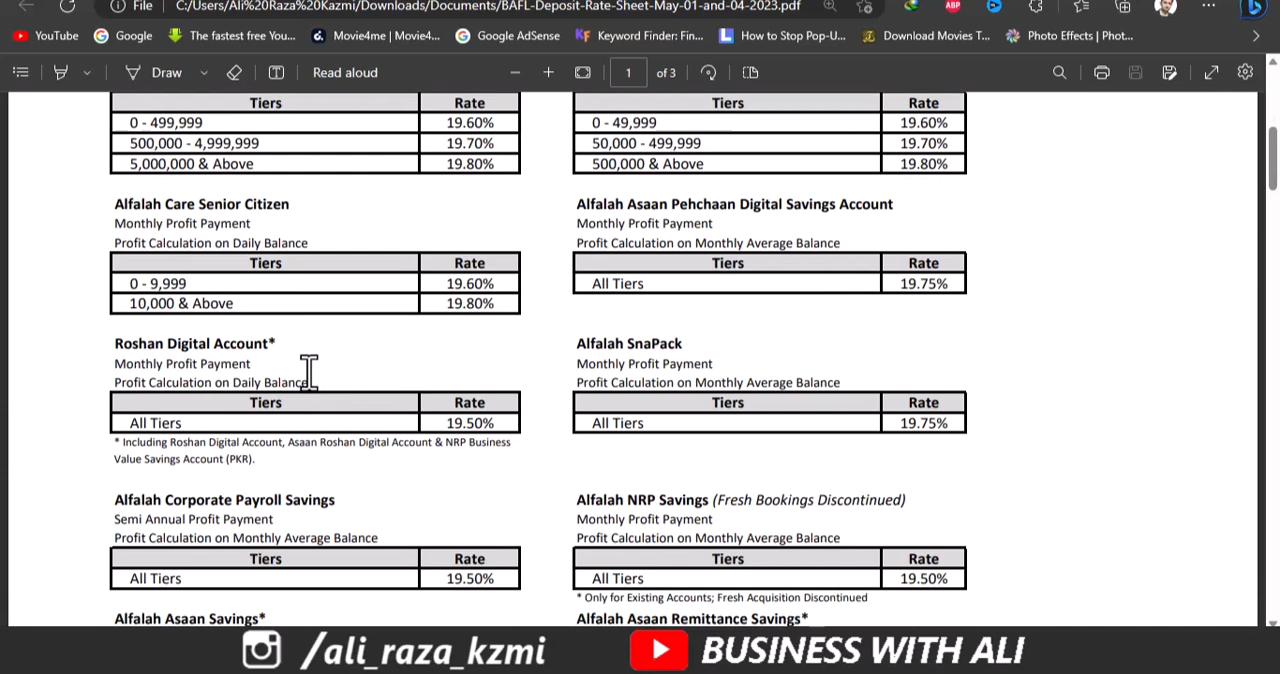 File
C:/Users/Ali%20Raza%20Kazmi/Downloads/Documents/BAFL-Deposit-Rate-Sheet-May-01-and-04-2023.pdf
ABP
YouTube Google The fastest free You... Movie4me | Movie4... Google AdSense Keyword Finder: Fin... How to Stop Pop-U... Download Movies T... Photo Effects | Phot...
Draw Read aloud 1 of 3
Tiers Rate
0 - 499,999 19.60%
500,000 - 4,999,999 19.70%
5,000,000 & Above 19.80%
Tiers Rate
0 - 49,999 19.60%
50,000 - 499,999 19.70%
500,000 & Above 19.80%
Alfalah Care Senior Citizen
Monthly Profit Payment
Profit Calculation on Daily Balance
Tiers Rate
0 - 9,999 19.60%
10,000 & Above 19.80%
Alfalah Asaan Pehchaan Digital Savings Account
Monthly Profit Payment
Profit Calculation on Monthly Average Balance
Tiers Rate
All Tiers 19.75%
Roshan Digital Account*
Monthly Profit Payment
Profit Calculation on Daily Balance
Tiers Rate
All Tiers 19.50%
* Including Roshan Digital Account, Asaan Roshan Digital Account & NRP Business
Value Savings Account (PKR).
Alfalah SnaPack
Monthly Profit Payment
Profit Calculation on Monthly Average Balance
Tiers Rate
All Tiers 19.75%
Alfalah Corporate Payroll Savings
Semi Annual Profit Payment
Profit Calculation on Monthly Average Balance
Tiers Rate
All Tiers 19.50%
Alfalah NRP Savings (Fresh Bookings Discontinued)
Monthly Profit Payment
Profit Calculation on Monthly Average Balance
Tiers Rate
All Tiers 19.50%
* Only for Existing Accounts; Fresh Acquisition Discontinued
Alfalah Asaan Savings*
Alfalah Asaan Remittance Savings*
/ali_raza_kzmi BUSINESS WITH ALI